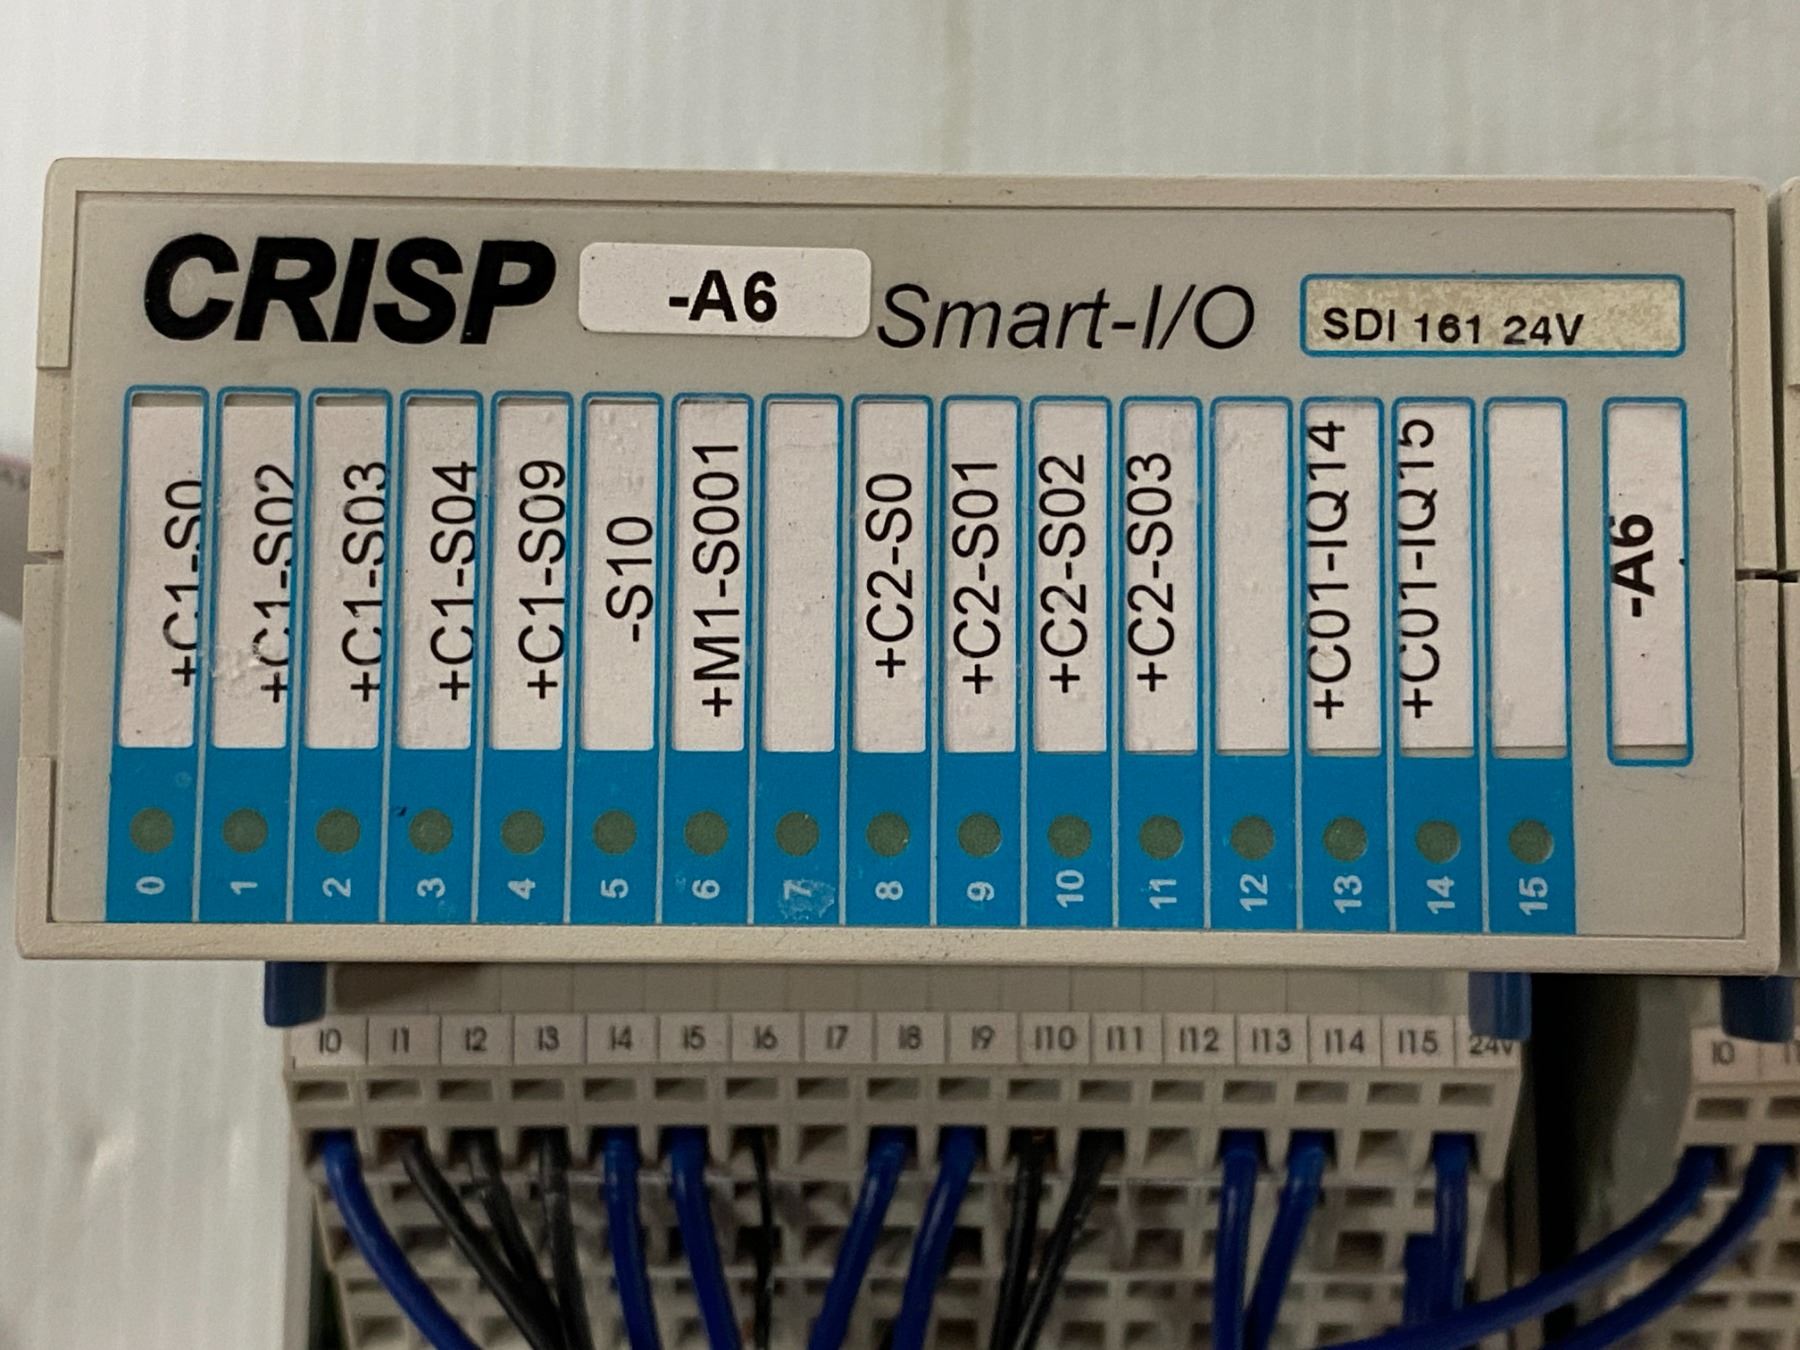 CRISP -A6 Smart-I/O SDI 161 24V
+C1-S0
+C1-S02
+C1-S03
+C1-S04
+C1-S09
-S10
+M1-S001
+C2-S0
+C2-S01
+C2-S02
+C2-S03
+C01-IQ14
+C01-IQ15
-A6
0 1 2 3 4 5 6 7 8 9 10 11 12 13 14 15
I0 I1 I2 I3 I4 I5 I6 I7 I8 I9 I10 I11 I12 I13 I14 I15 24V
I0